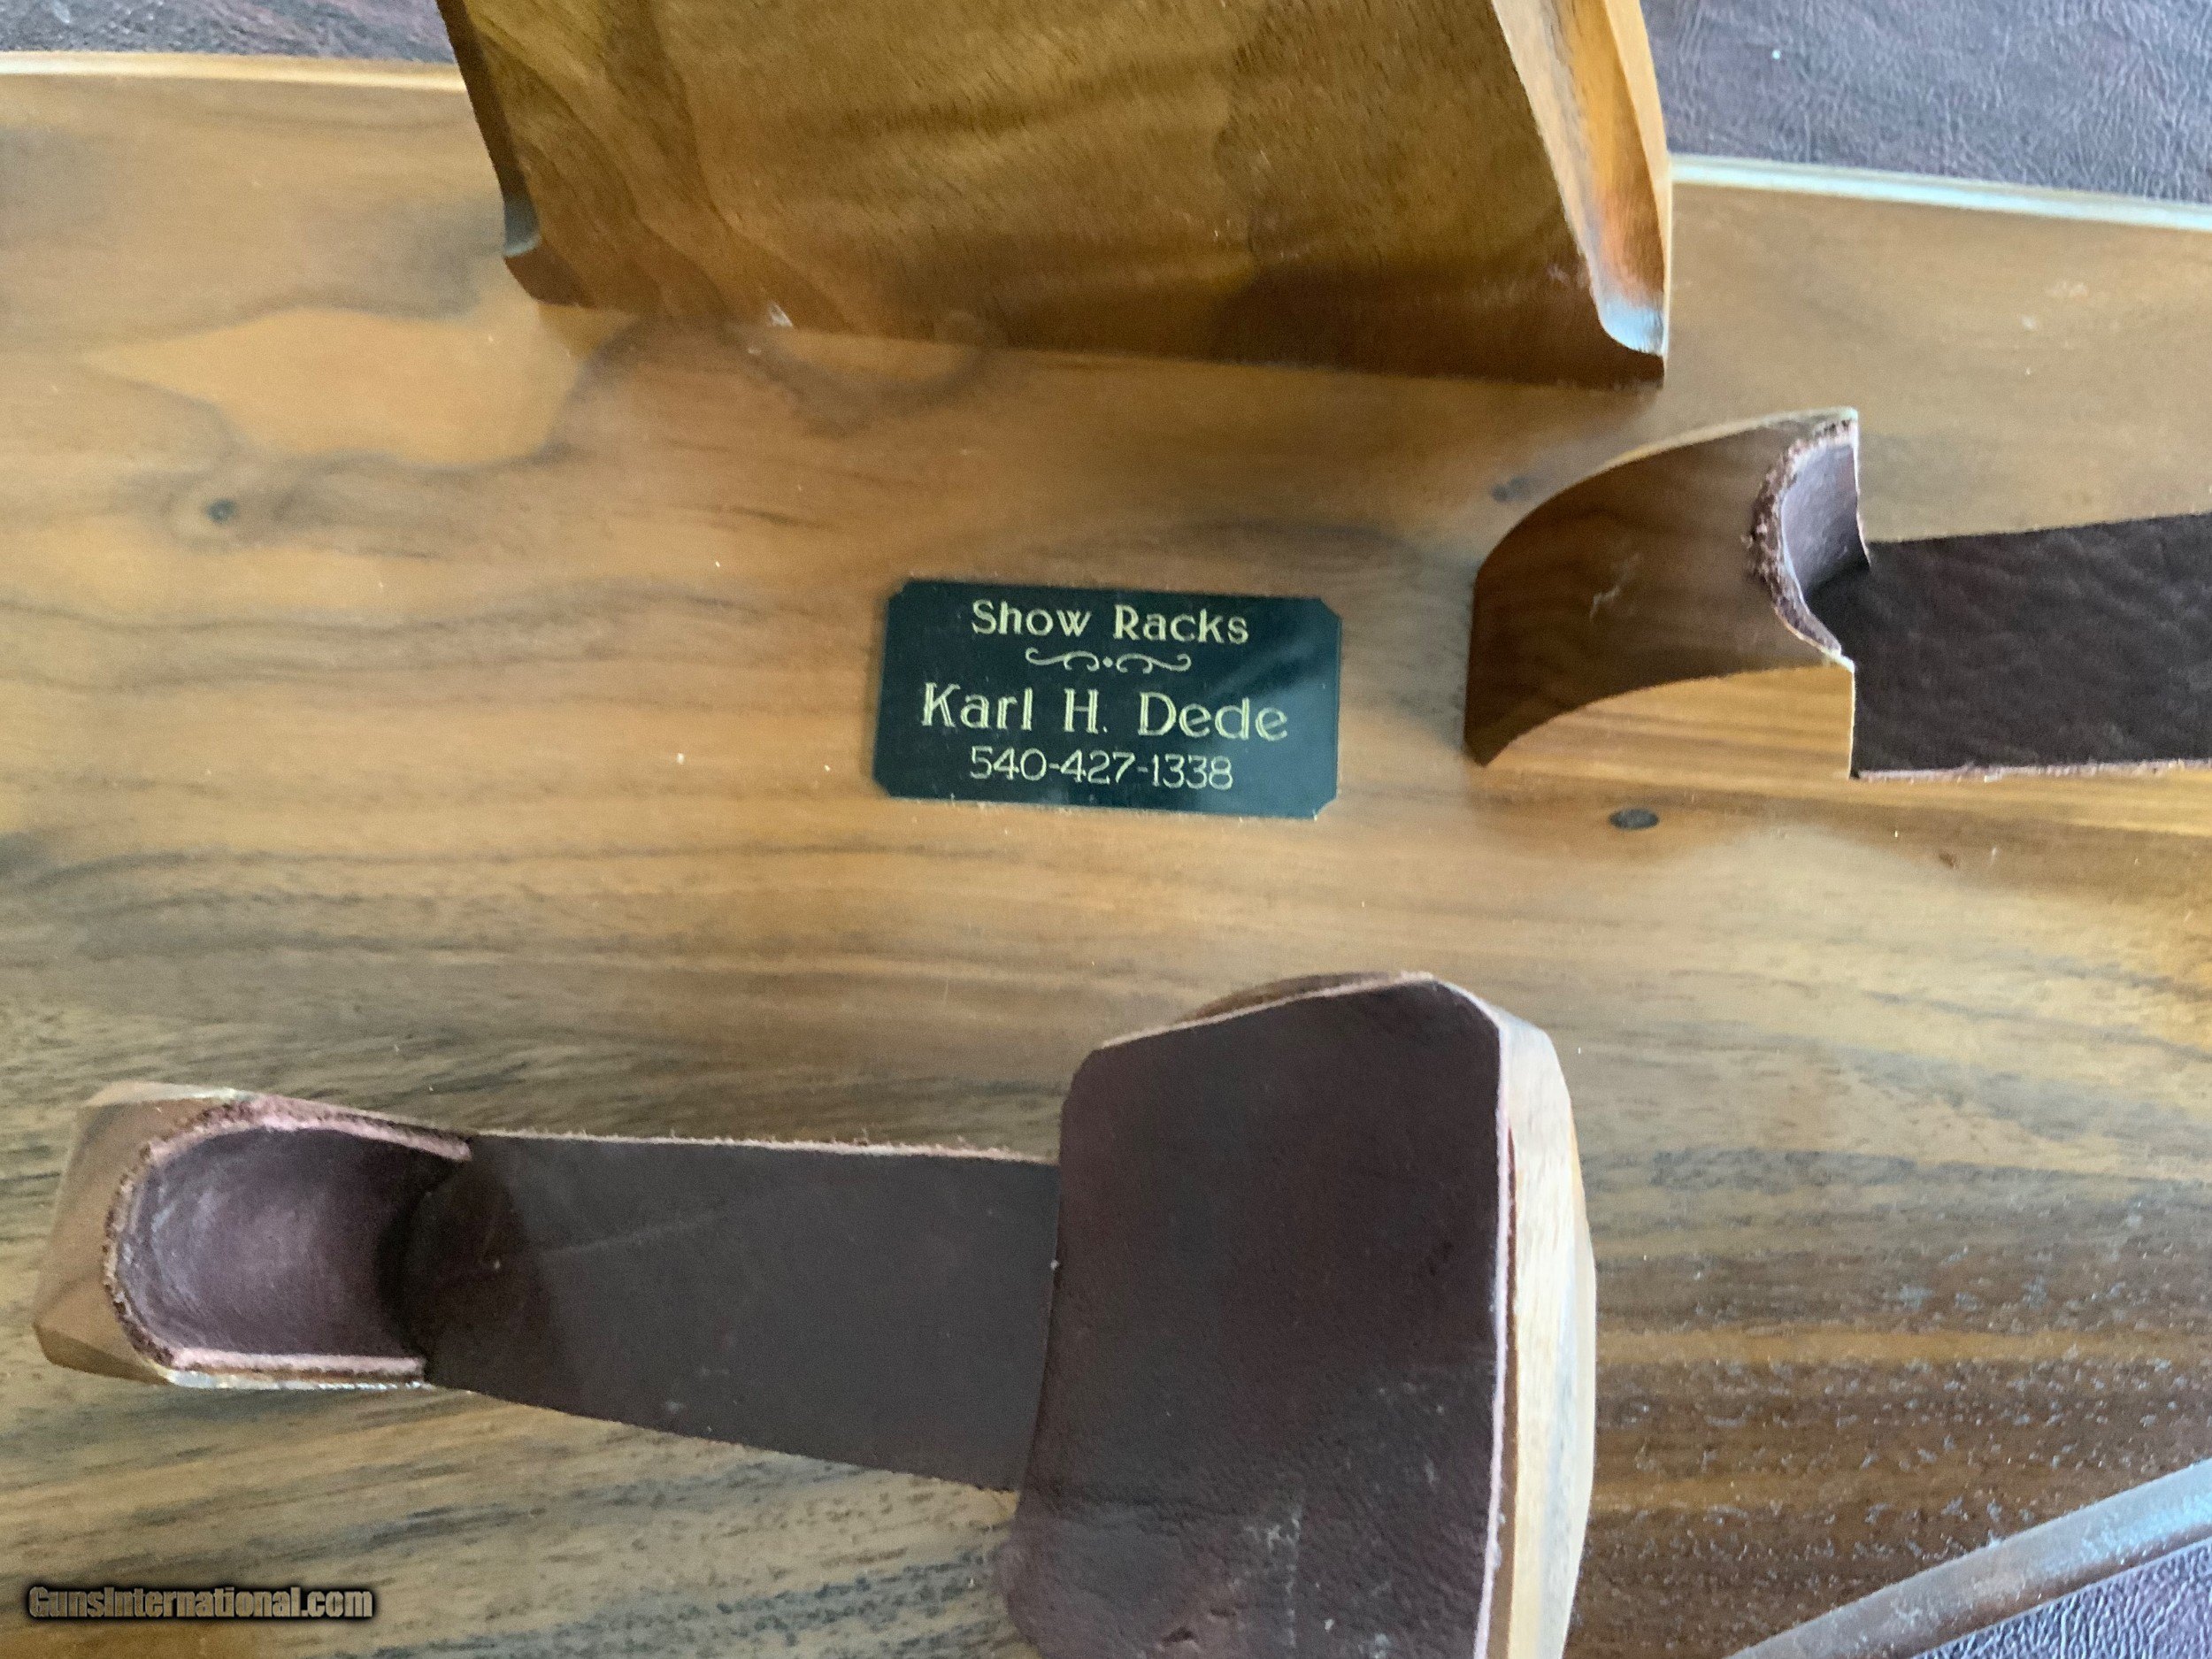 Show Racks
Karl H. Dede
540-427-1338
GunsInternational.com